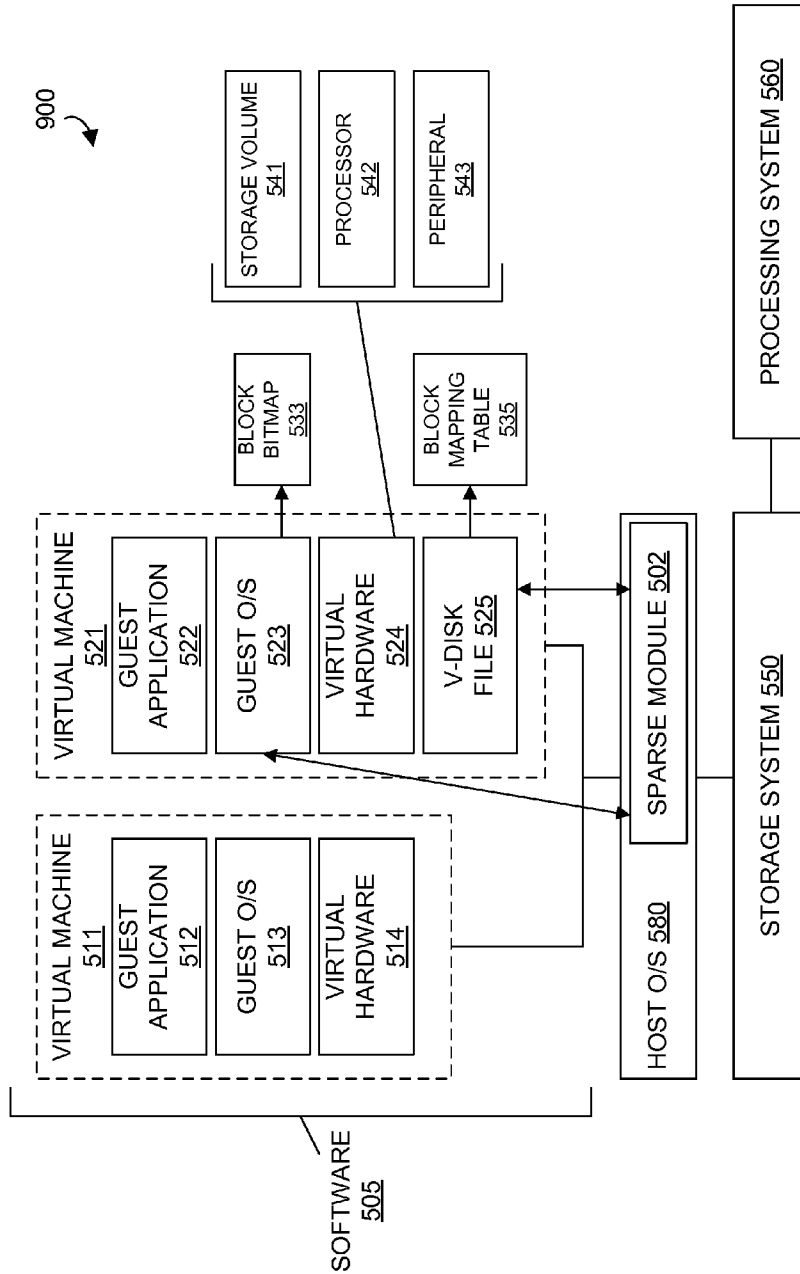 900
SOFTWARE
505
VIRTUAL MACHINE
511
GUEST
APPLICATION
512
GUEST O/S
513
VIRTUAL
HARDWARE
514
VIRTUAL MACHINE
521
GUEST
APPLICATION
522
GUEST O/S
523
VIRTUAL
HARDWARE
524
V-DISK
FILE 525
BLOCK
BITMAP
533
BLOCK
MAPPING
TABLE
535
STORAGE VOLUME
541
PROCESSOR
542
PERIPHERAL
543
HOST O/S 580
SPARSE MODULE 502
STORAGE SYSTEM 550
PROCESSING SYSTEM 560